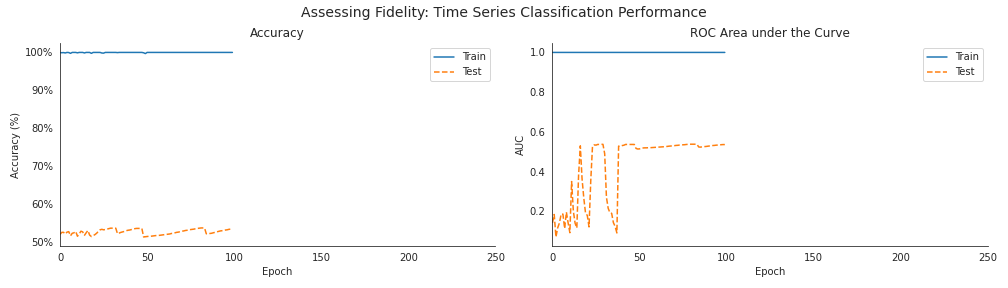 Assessing Fidelity: Time Series Classification Performance
Accuracy
100%
90%
80%
70%
60%
50%
Accuracy (%)
0
50
100
150
200
250
Epoch
Train
Test
ROC Area under the Curve
1.0
0.8
0.6
0.4
0.2
AUC
0
50
100
150
200
250
Epoch
Train
Test